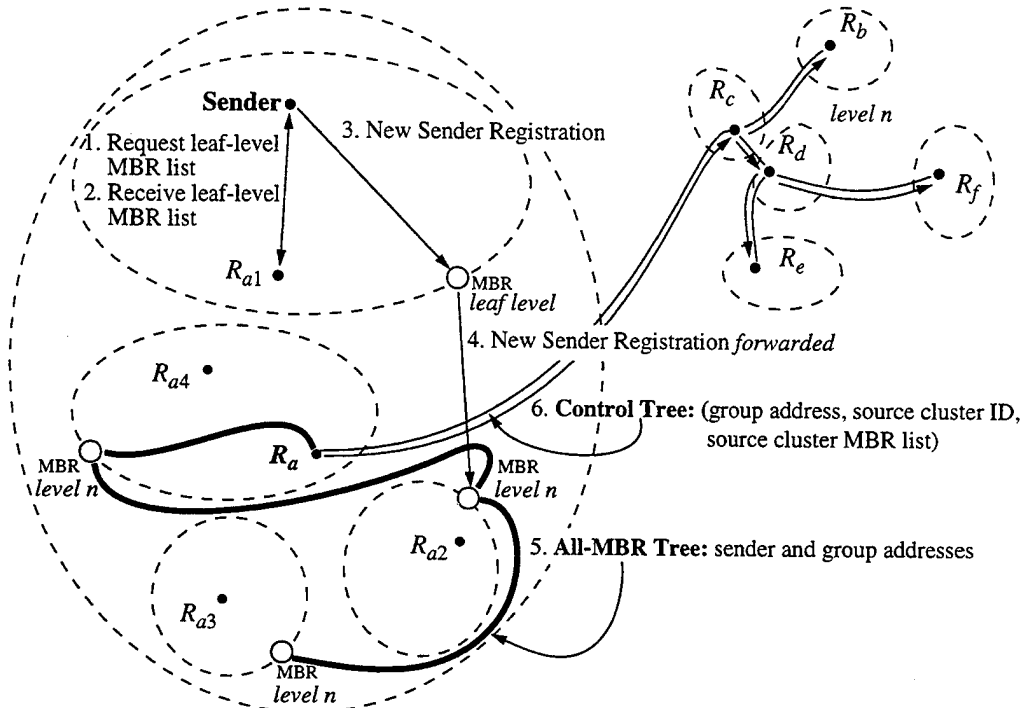 R_b
R_c
level n
R_d
R_f
R_e
Sender
1. Request leaf-level
MBR list
2. Receive leaf-level
MBR list
3. New Sender Registration
R_a1
MBR
leaf level
4. New Sender Registration forwarded
R_a4
6. Control Tree: (group address, source cluster ID,
source cluster MBR list)
R_a
MBR
level n
MBR
level n
R_a2
5. All-MBR Tree: sender and group addresses
R_a3
MBR
level n